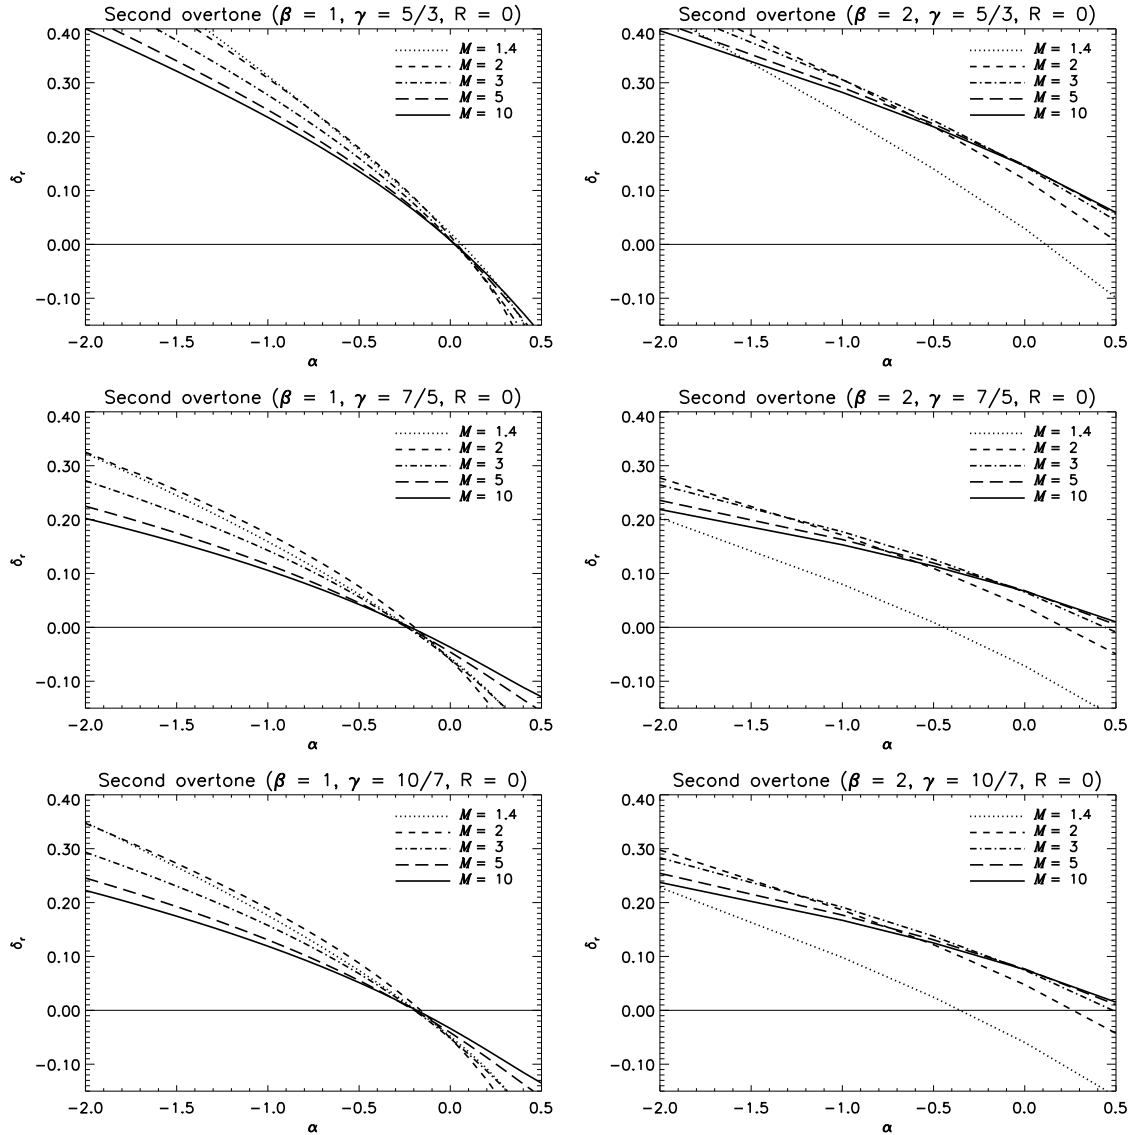 Second overtone (β = 1, γ = 5/3, R = 0)
0.40
0.30
0.20
0.10
0.00
−0.10
δr
M = 1.4
M = 2
M = 3
M = 5
M = 10
−2.0 −1.5 −1.0 −0.5 0.0 0.5
α
Second overtone (β = 2, γ = 5/3, R = 0)
0.40
0.30
0.20
0.10
0.00
−0.10
δr
M = 1.4
M = 2
M = 3
M = 5
M = 10
−2.0 −1.5 −1.0 −0.5 0.0 0.5
α
Second overtone (β = 1, γ = 7/5, R = 0)
0.40
0.30
0.20
0.10
0.00
−0.10
δr
M = 1.4
M = 2
M = 3
M = 5
M = 10
−2.0 −1.5 −1.0 −0.5 0.0 0.5
α
Second overtone (β = 2, γ = 7/5, R = 0)
0.40
0.30
0.20
0.10
0.00
−0.10
δr
M = 1.4
M = 2
M = 3
M = 5
M = 10
−2.0 −1.5 −1.0 −0.5 0.0 0.5
α
Second overtone (β = 1, γ = 10/7, R = 0)
0.40
0.30
0.20
0.10
0.00
−0.10
δr
M = 1.4
M = 2
M = 3
M = 5
M = 10
−2.0 −1.5 −1.0 −0.5 0.0 0.5
α
Second overtone (β = 2, γ = 10/7, R = 0)
0.40
0.30
0.20
0.10
0.00
−0.10
δr
M = 1.4
M = 2
M = 3
M = 5
M = 10
−2.0 −1.5 −1.0 −0.5 0.0 0.5
α